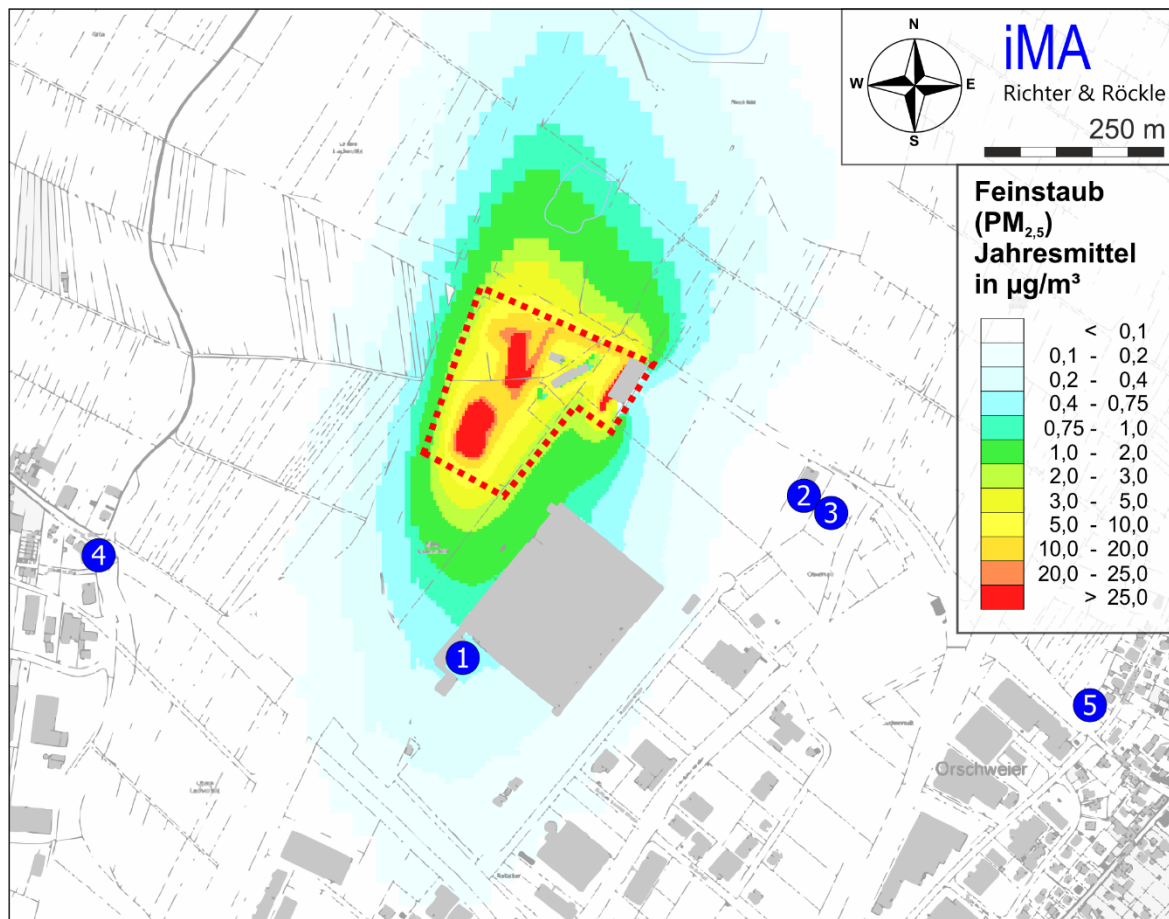 N
iMA
W
E
Richter & Röckle
S
250 m
Feinstaub
(PM2,5)
Jahresmittel
in µg/m³
< 0,1
0,1 - 0,2
0,2 - 0,4
0,4 - 0,75
0,75 - 1,0
1,0 - 2,0
2,0 - 3,0
3,0 - 5,0
5,0 - 10,0
10,0 - 20,0
20,0 - 25,0
> 25,0
2
3
4
1
5
Orschweier